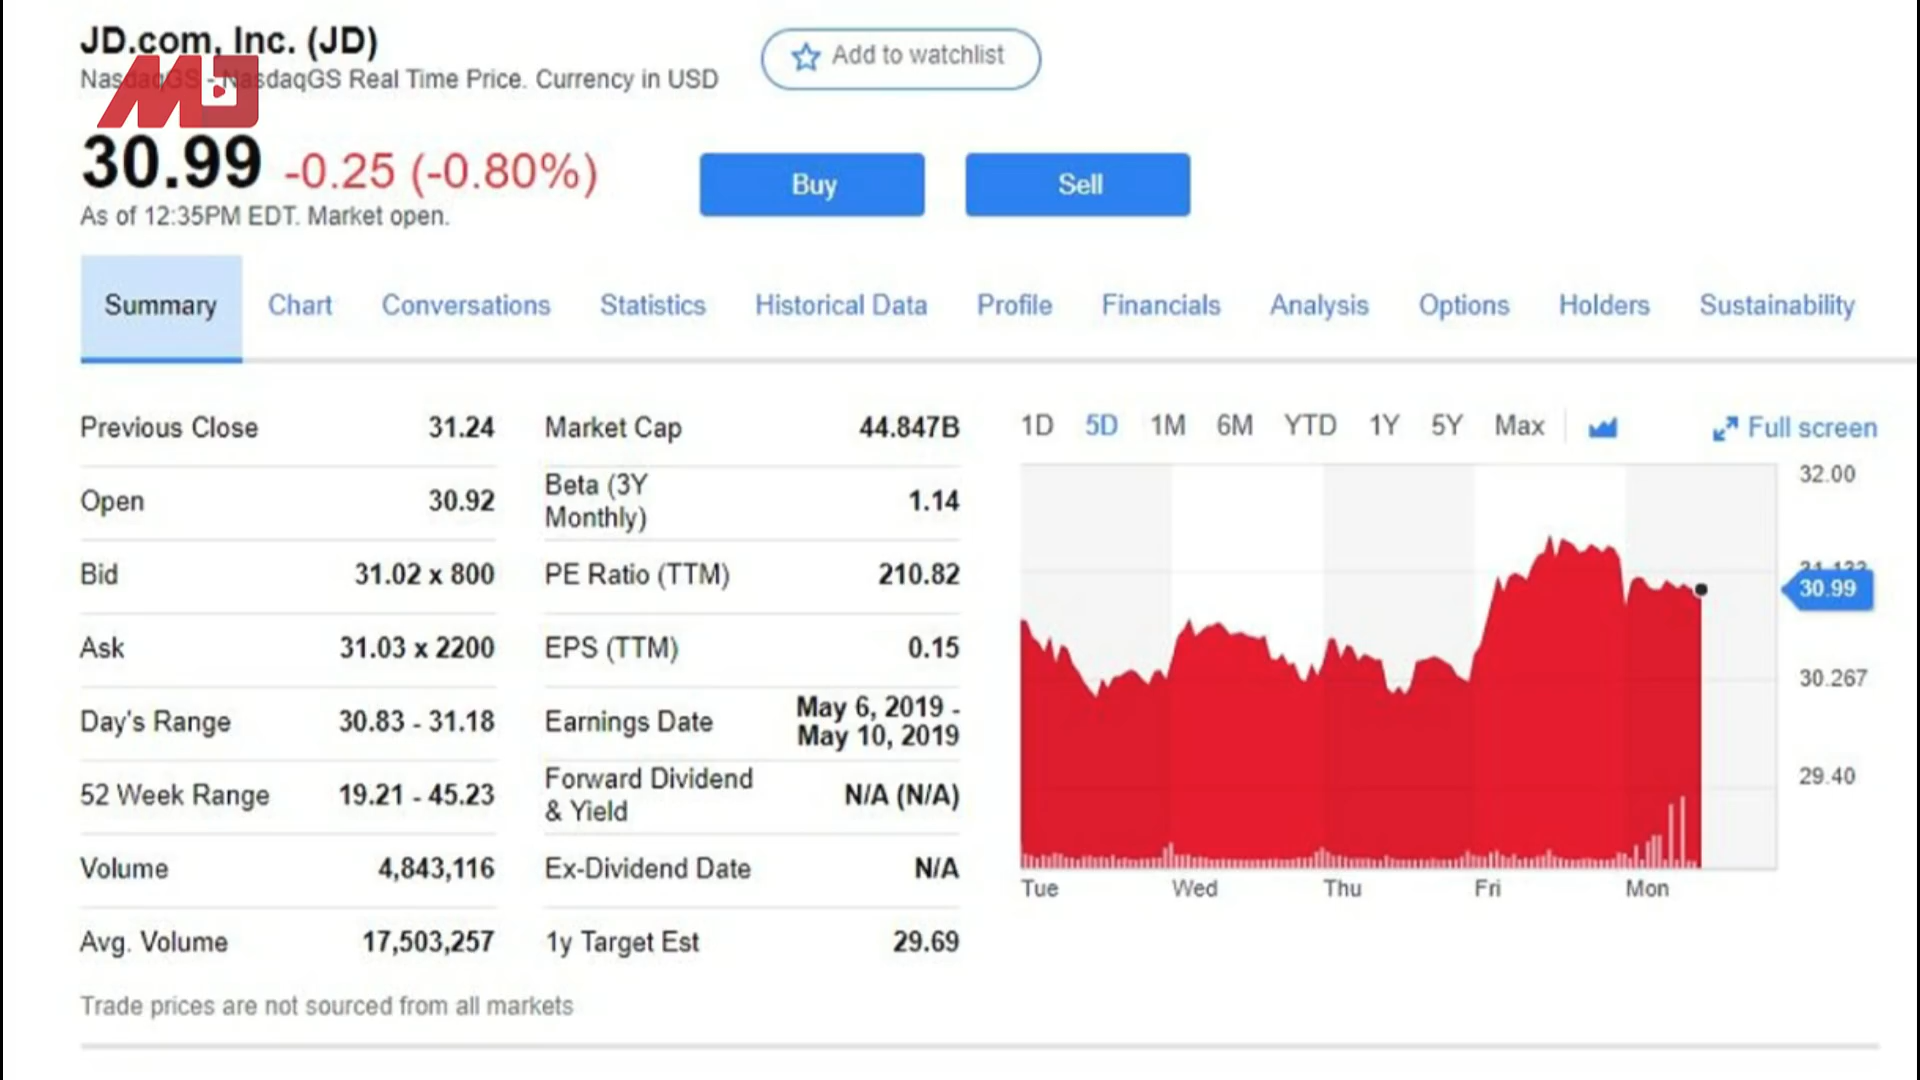 JD.com, Inc. (JD)
Add to watchlist
NasdaqGS - NasdaqGS Real Time Price. Currency in USD
MD
30.99 -0.25 (-0.80%)
Buy
Sell
As of 12:35PM EDT. Market open.
Summary Chart Conversations Statistics Historical Data Profile Financials Analysis Options Holders Sustainability
Previous Close 31.24
Open 30.92
Bid 31.02 x 800
Ask 31.03 x 2200
Day's Range 30.83 - 31.18
52 Week Range 19.21 - 45.23
Volume 4,843,116
Avg. Volume 17,503,257
Market Cap 44.847B
Beta (3Y
Monthly) 1.14
PE Ratio (TTM) 210.82
EPS (TTM) 0.15
Earnings Date May 6, 2019 -
May 10, 2019
Forward Dividend
& Yield N/A (N/A)
Ex-Dividend Date N/A
1y Target Est 29.69
1D 5D 1M 6M YTD 1Y 5Y Max
Full screen
32.00
31.133
30.99
30.267
29.40
Tue Wed Thu Fri Mon
Trade prices are not sourced from all markets